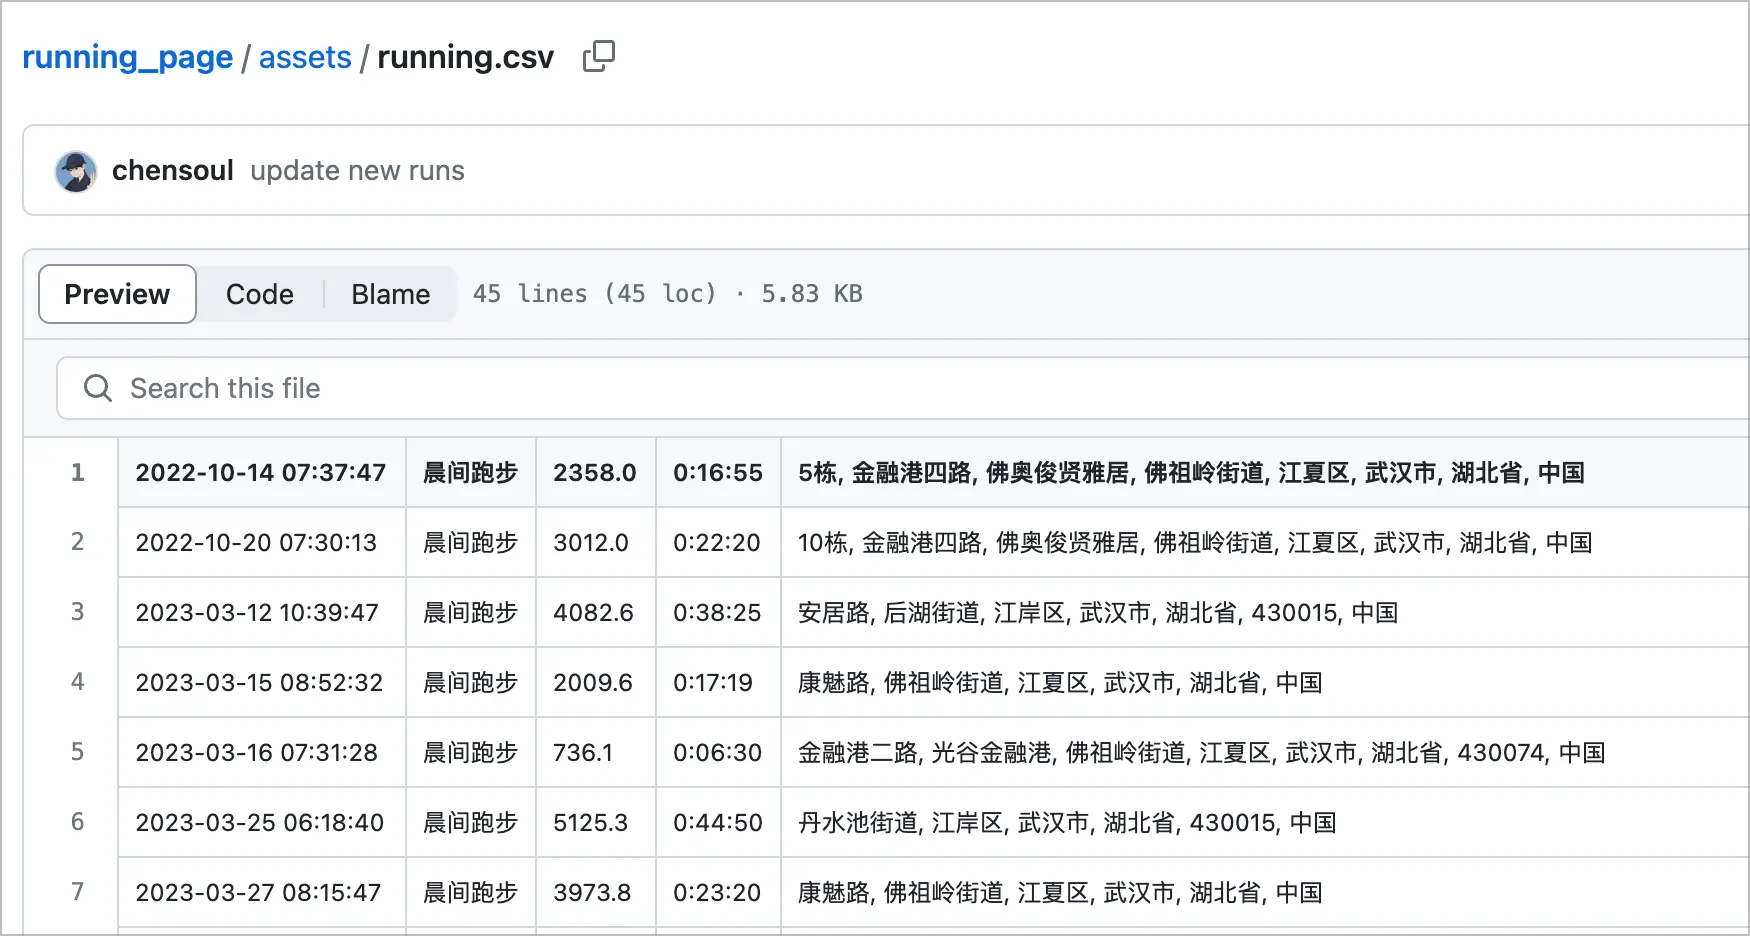 running_page / assets / running.csv
chensoul update new runs
Preview Code Blame 45 lines (45 loc) · 5.83 KB
Search this file
1 2022-10-14 07:37:47 晨间跑步 2358.0 0:16:55 5栋, 金融港四路, 佛奥俊贤雅居, 佛祖岭街道, 江夏区, 武汉市, 湖北省, 中国
2 2022-10-20 07:30:13 晨间跑步 3012.0 0:22:20 10栋, 金融港四路, 佛奥俊贤雅居, 佛祖岭街道, 江夏区, 武汉市, 湖北省, 中国
3 2023-03-12 10:39:47 晨间跑步 4082.6 0:38:25 安居路, 后湖街道, 江岸区, 武汉市, 湖北省, 430015, 中国
4 2023-03-15 08:52:32 晨间跑步 2009.6 0:17:19 康魅路, 佛祖岭街道, 江夏区, 武汉市, 湖北省, 中国
5 2023-03-16 07:31:28 晨间跑步 736.1 0:06:30 金融港二路, 光谷金融港, 佛祖岭街道, 江夏区, 武汉市, 湖北省, 430074, 中国
6 2023-03-25 06:18:40 晨间跑步 5125.3 0:44:50 丹水池街道, 江岸区, 武汉市, 湖北省, 430015, 中国
7 2023-03-27 08:15:47 晨间跑步 3973.8 0:23:20 康魅路, 佛祖岭街道, 江夏区, 武汉市, 湖北省, 中国